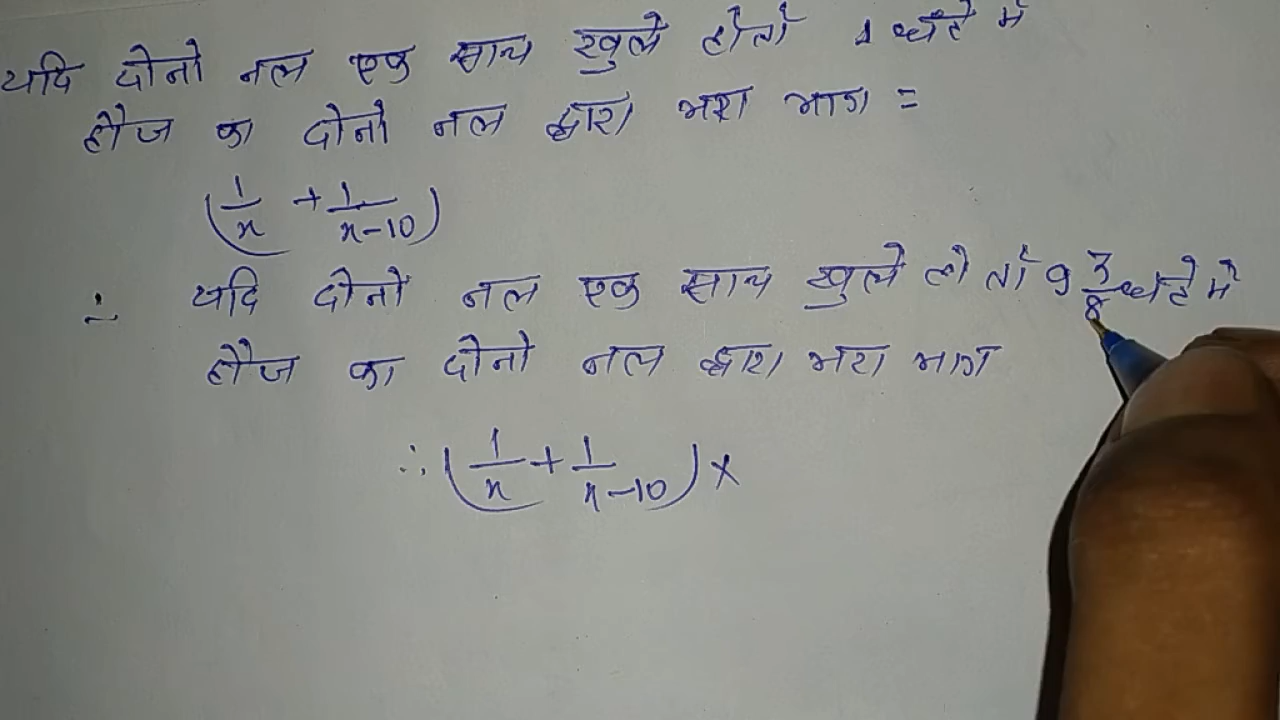 यदि दोनो नल एक साथ खुले हो तो 1 घंटे में
हौज का दोनो नल द्वारा भरा भाग =
(1/x + 1/x-10)
∴ यदि दोनों नल एक साथ खुले हो तो 9 3/8 घंटे में
हौज का दोनो नल द्वारा भरा भाग
∴ (1/x + 1/x-10) ×